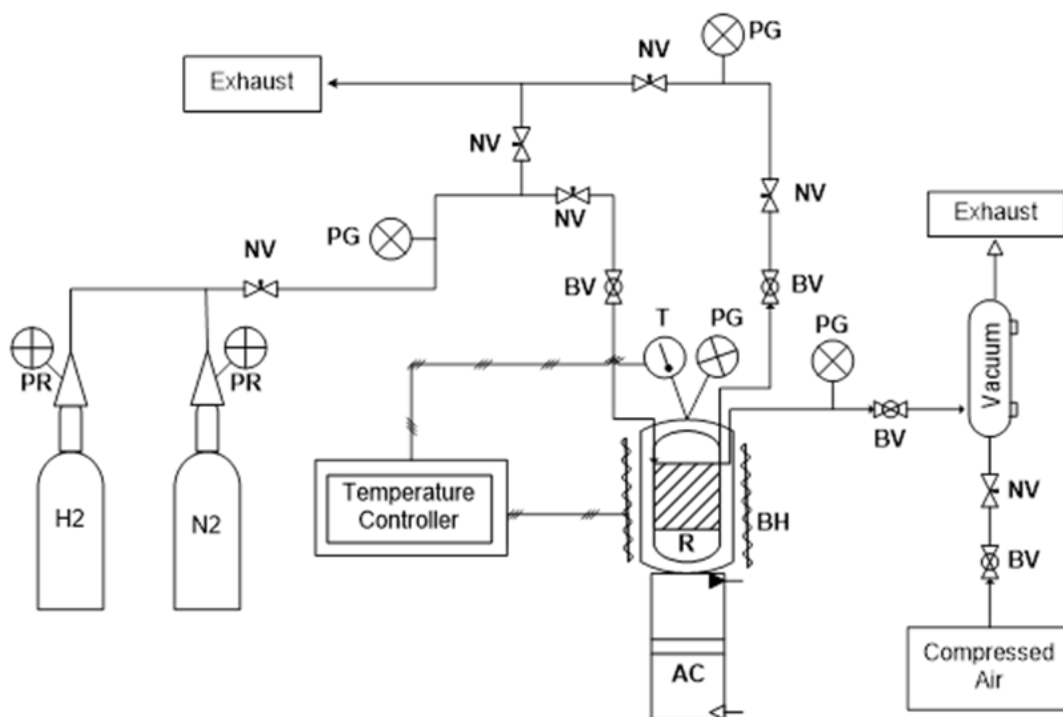 PG
NV
Exhaust
NV
NV
Exhaust
PG
NV
NV
BV
BV
T
PG
PG
PR
PR
Vacuum
BV
Temperature
Controller
NV
H2
N2
BH
R
BV
AC
Compressed
Air